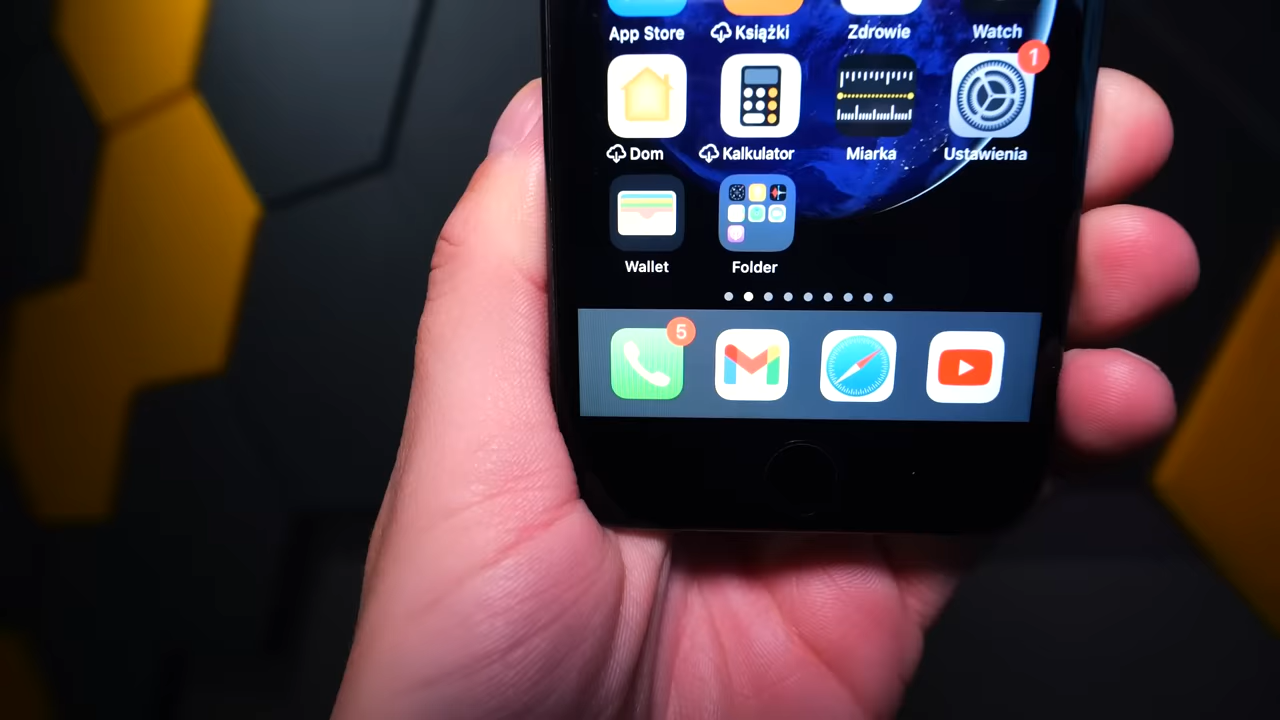 App Store Książki Zdrowie Watch
1
Dom Kalkulator Miarka Ustawienia
Wallet Folder
5